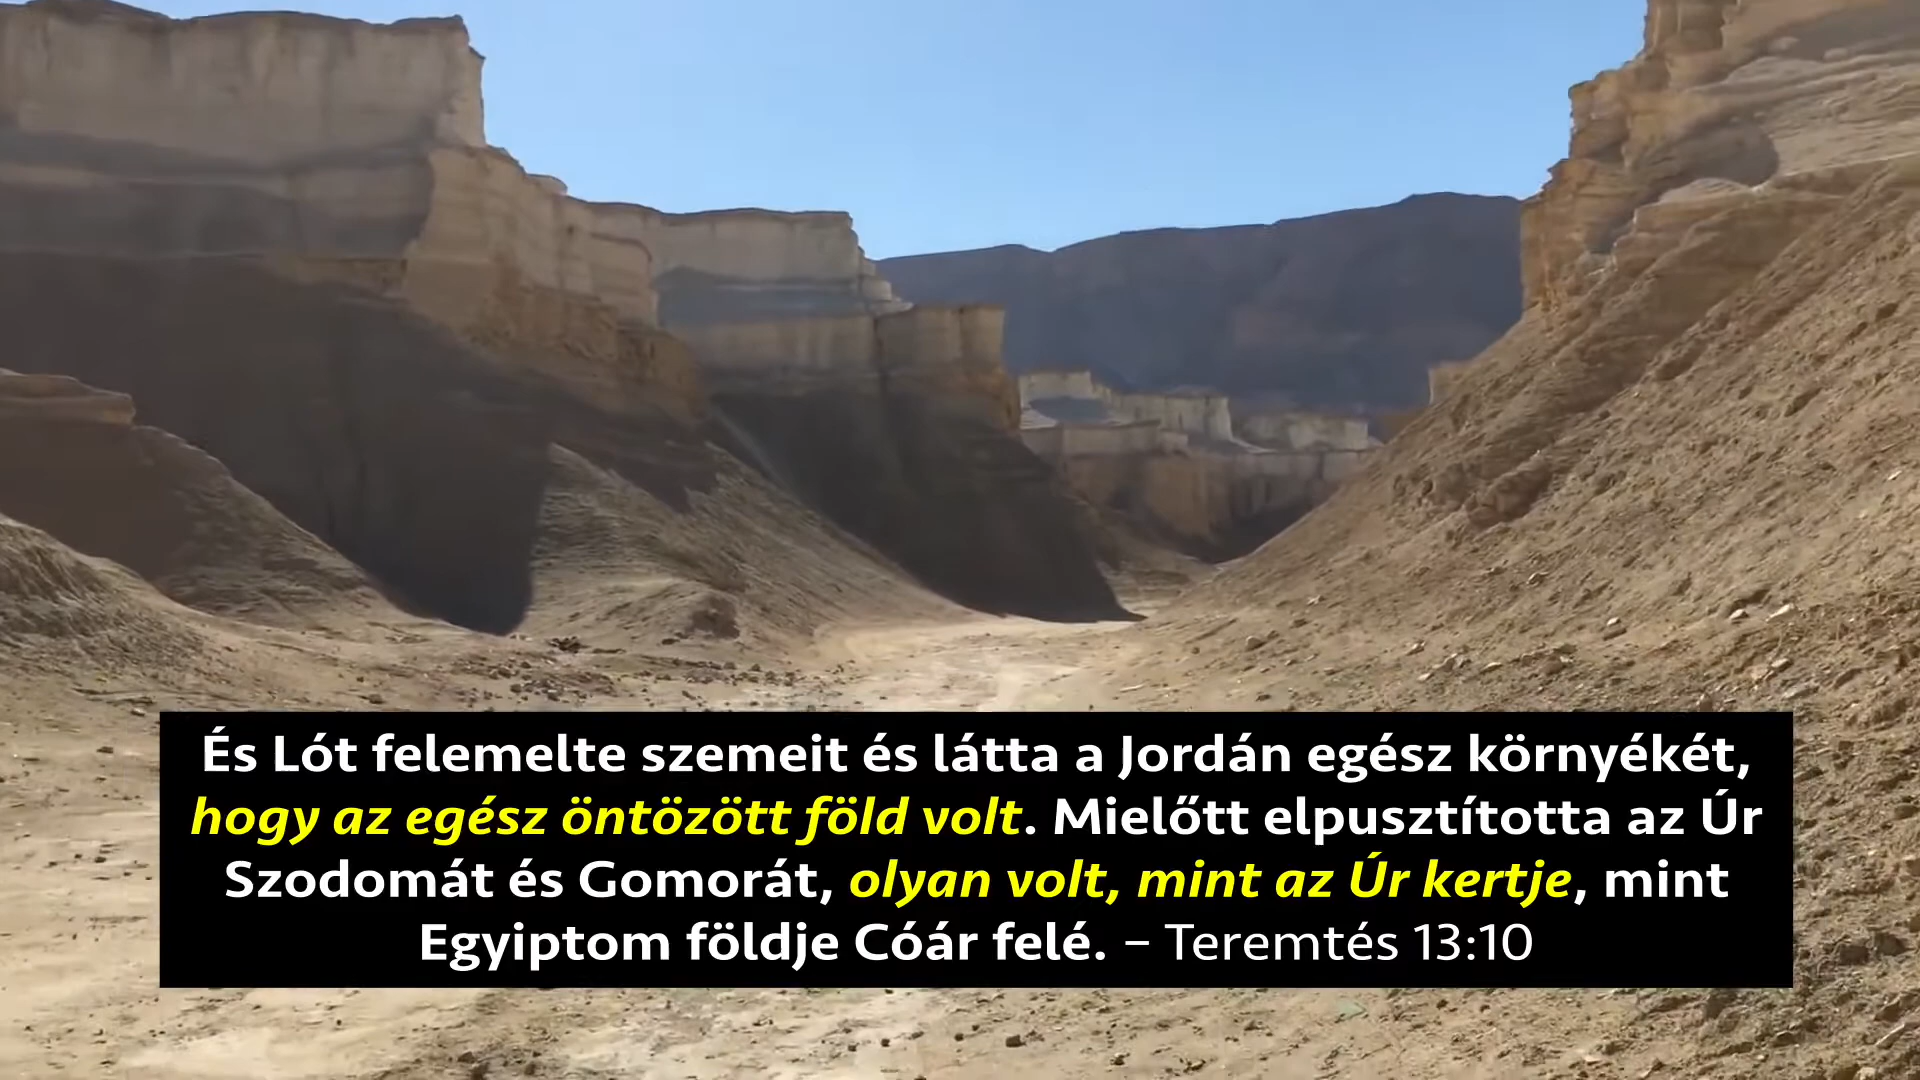 És Lót felemelte szemeit és látta a Jordán egész környékét,
hogy az egész öntözött föld volt. Mielőtt elpusztította az Úr
Szodomát és Gomorát, olyan volt, mint az Úr kertje, mint
Egyiptom földje Cóár felé. – Teremtés 13:10